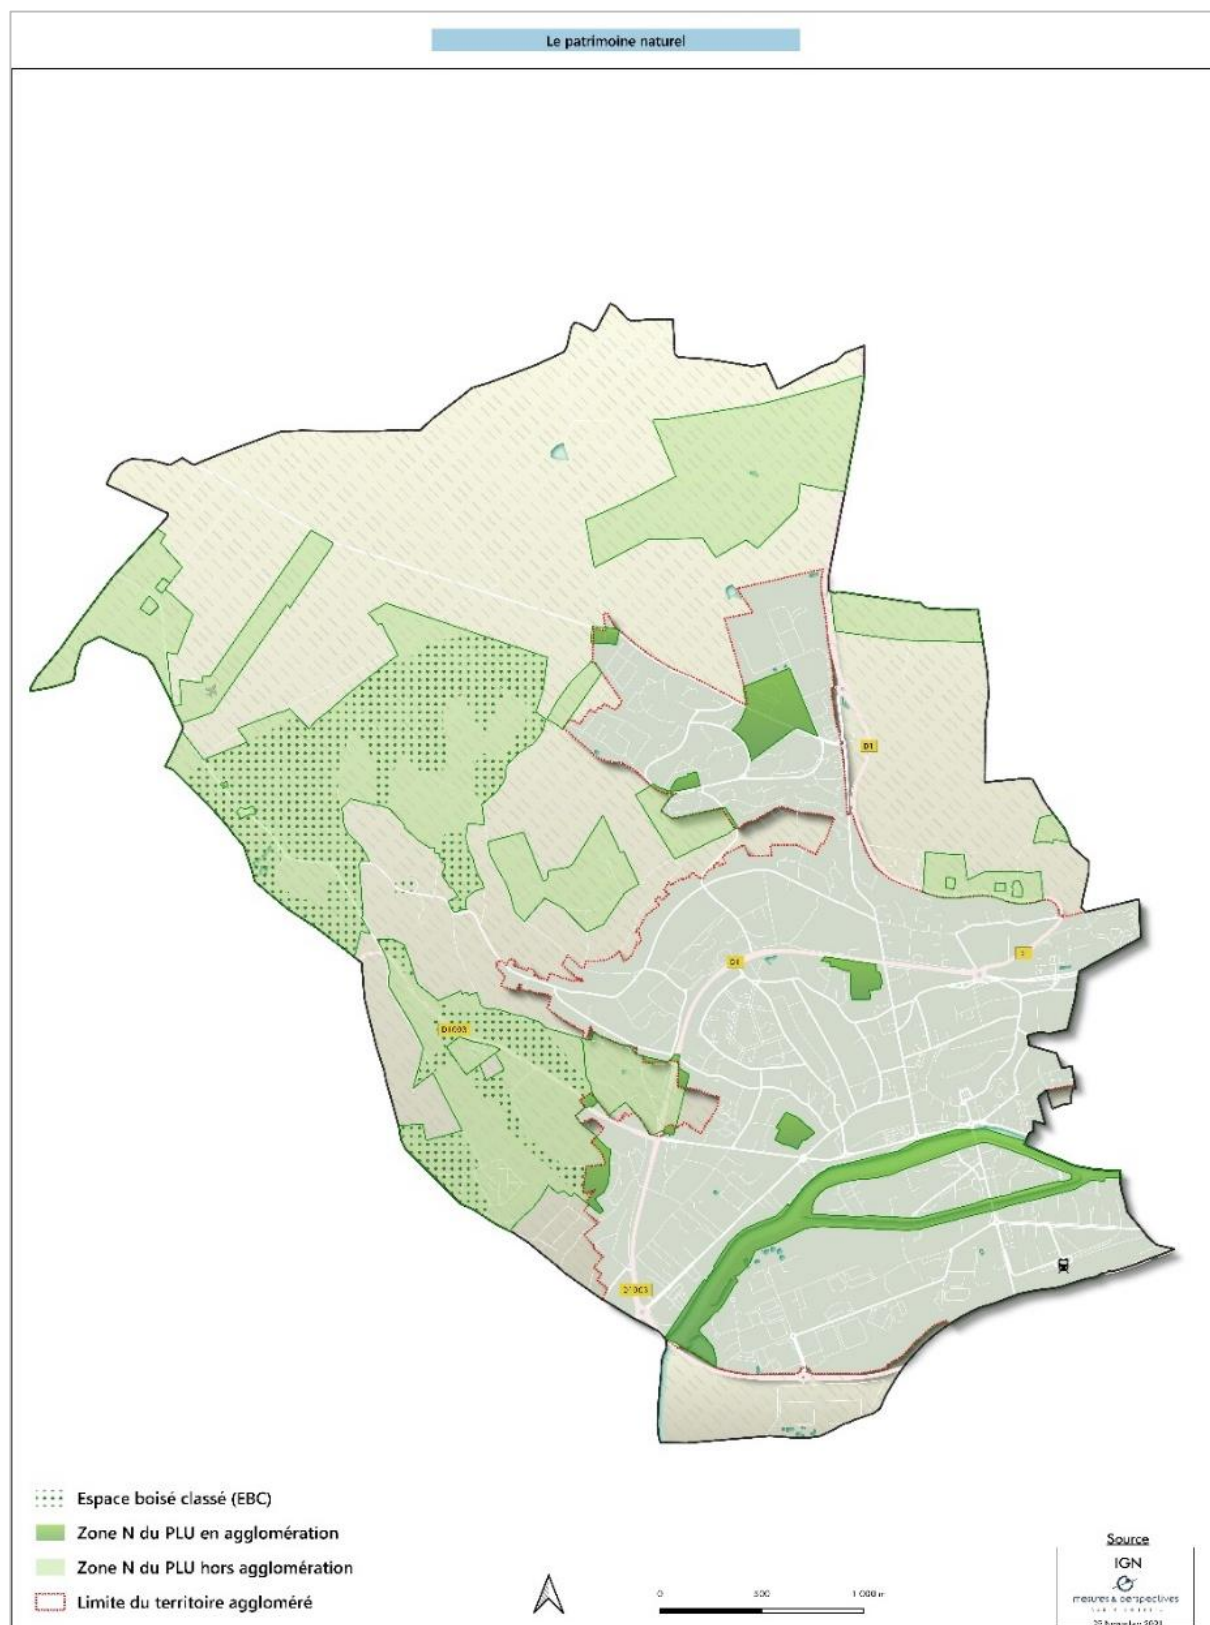 Le patrimoine naturel
D1
D1
D1003
D1003
Espace boisé classé (EBC)
Zone N du PLU en agglomération
Zone N du PLU hors agglomération
Limite du territoire aggloméré
0 500 1 000 m
Source
IGN
mesures & perspectives